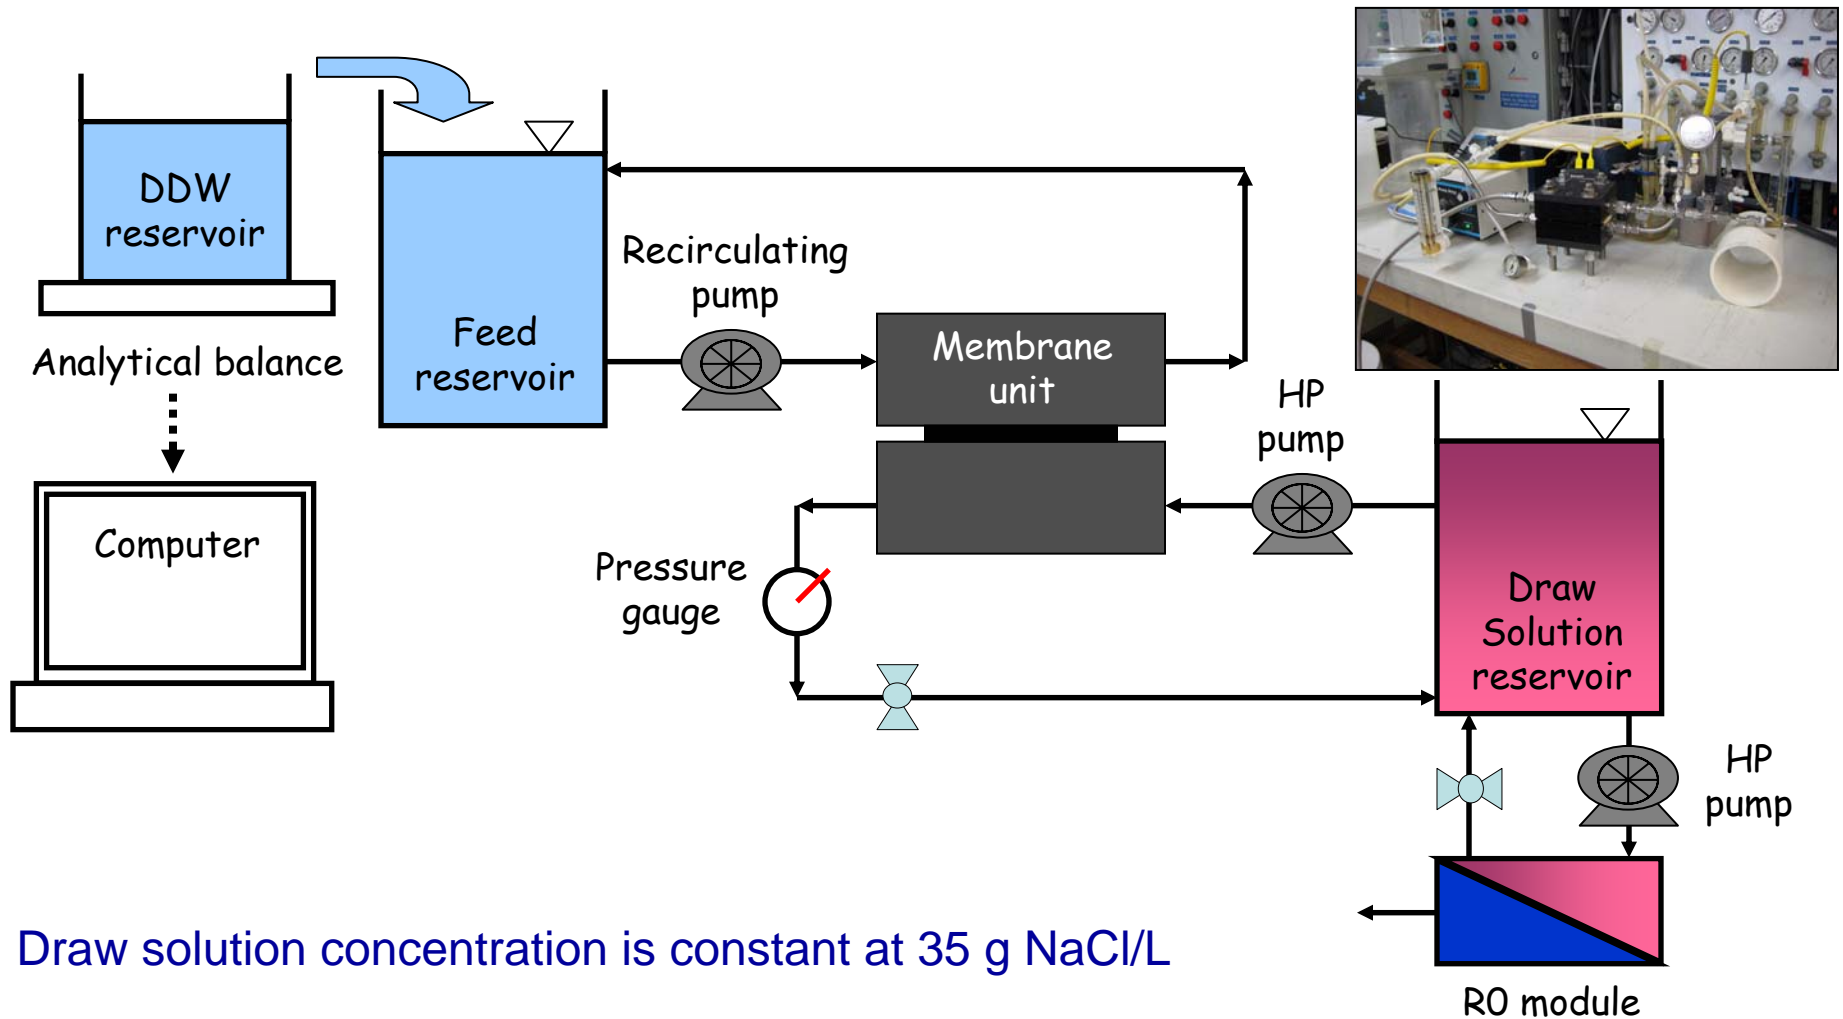 DDW
reservoir
Analytical balance
Computer
Feed
reservoir
Recirculating
pump
Membrane
unit
Pressure
gauge
HP
pump
Draw
Solution
reservoir
HP
pump
RO module
Draw solution concentration is constant at 35 g NaCl/L